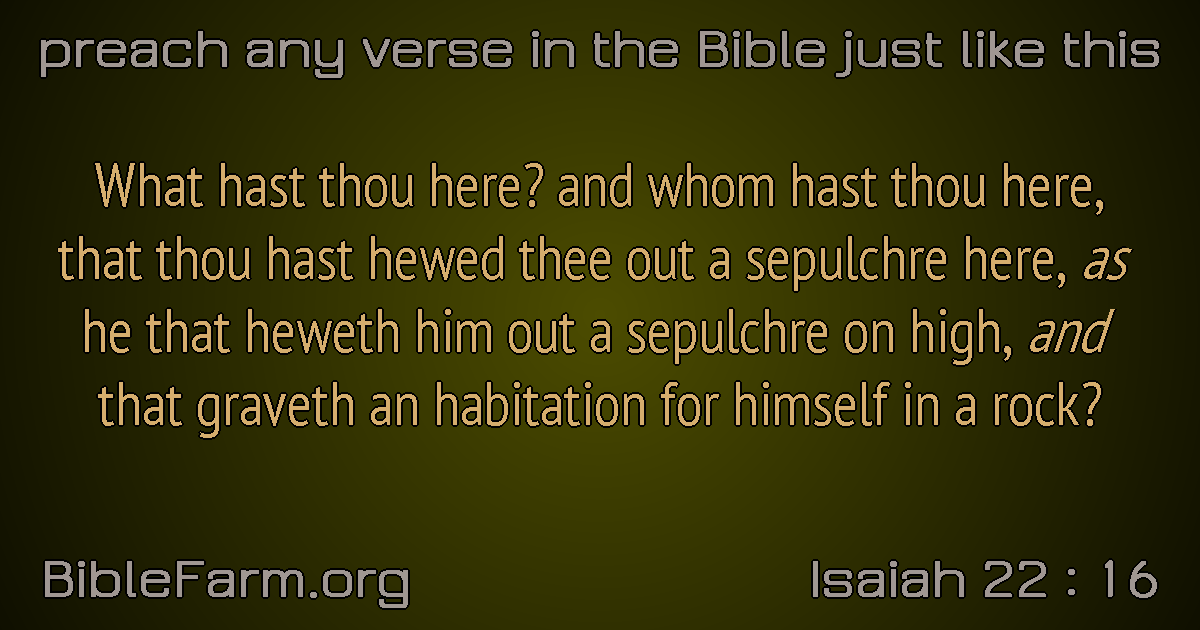 preach any verse in the Bible just like this
What hast thou here? and whom hast thou here,
that thou hast hewed thee out a sepulchre here, as
he that heweth him out a sepulchre on high, and
that graveth an habitation for himself in a rock?
BibleFarm.org
Isaiah 22 : 16